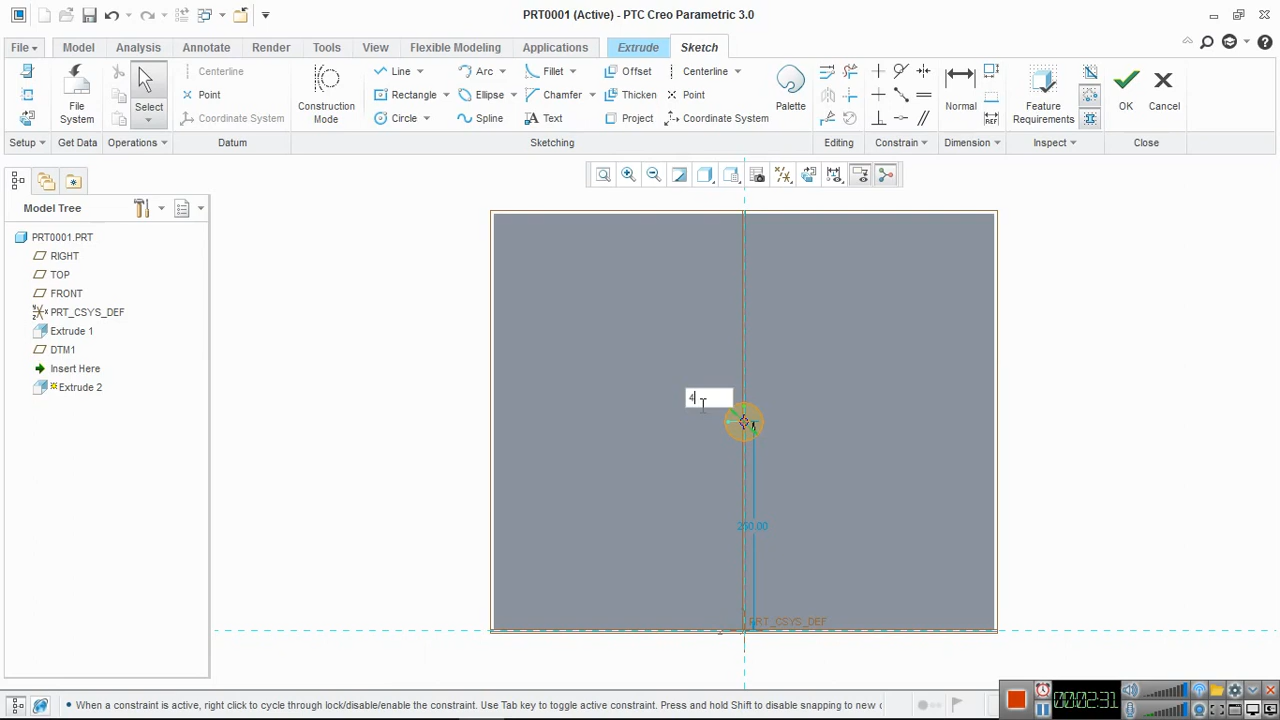 PRT0001 (Active) - PTC Creo Parametric 3.0
File Model Analysis Annotate Render Tools View Flexible Modeling Applications Extrude Sketch
File System
Select
Centerline
Point
Coordinate System
Construction Mode
Line Arc Fillet Offset Centerline
Rectangle Ellipse Chamfer Thicken Point
Circle Spline Text Project Coordinate System
Palette
Normal
Feature Requirements
OK Cancel
Setup Get Data Operations Datum Sketching Editing Constrain Dimension Inspect Close
Model Tree
PRT0001.PRT
RIGHT
TOP
FRONT
PRT_CSYS_DEF
Extrude 1
DTM1
Insert Here
Extrude 2
4
250.00
PRT_CSYS_DEF
• When a constraint is active, right click to cycle through lock/disable/enable the constraint. Use Tab key to toggle active constraint. Press and hold Shift to disable snapping to new c
00:02:31